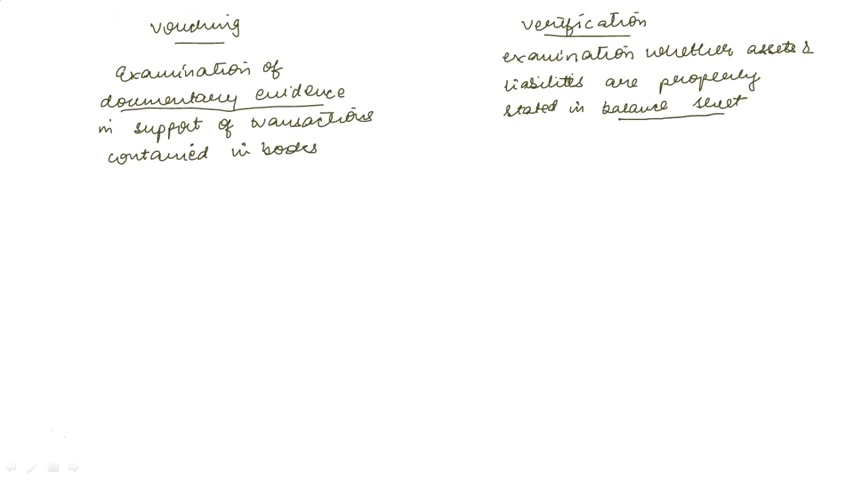 vouching
Examination of
documentary evidence
in support of transactions
contained in books
verification
examination whether assets &
liabilities are properly
stated in balance sheet